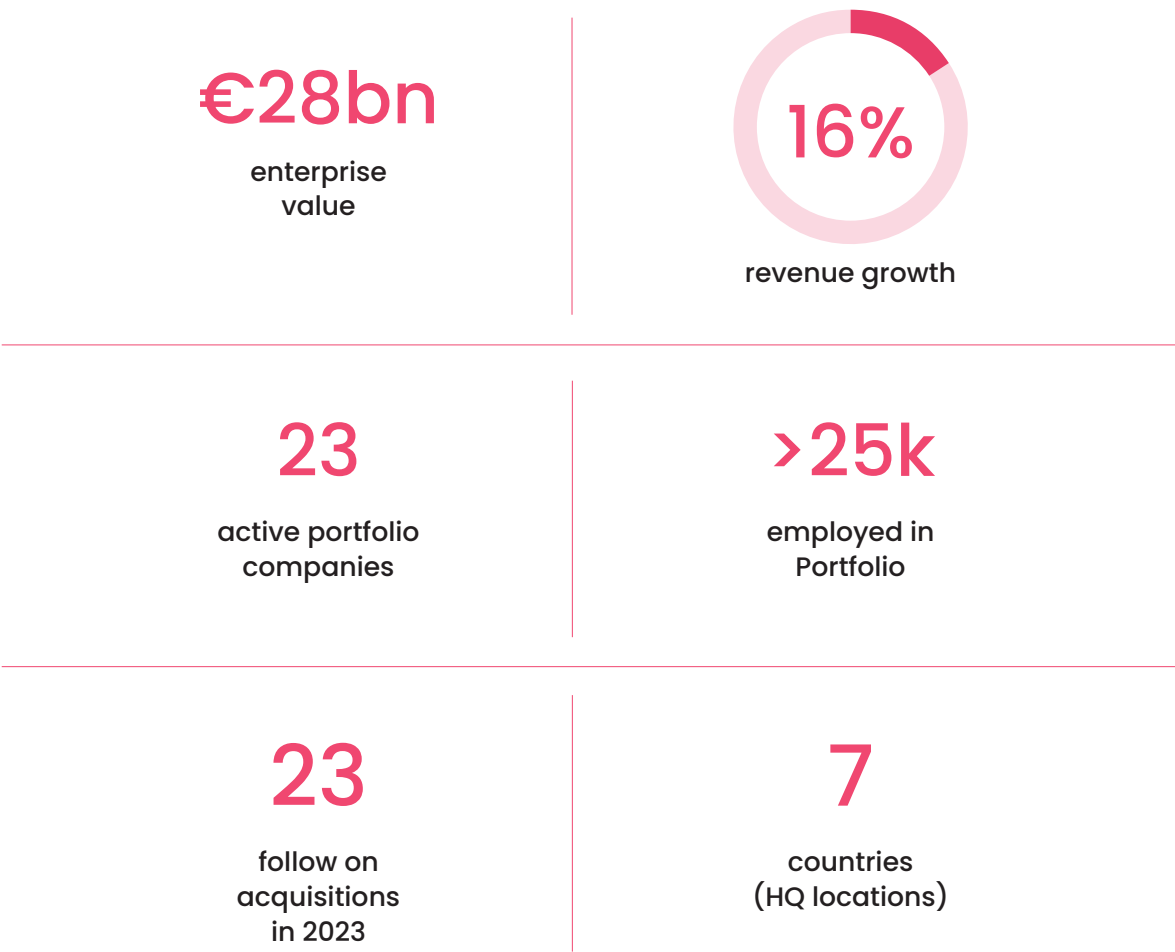 €28bn
enterprise
value
16%
revenue growth
23
active portfolio
companies
>25k
employed in
Portfolio
23
follow on
acquisitions
in 2023
7
countries
(HQ locations)